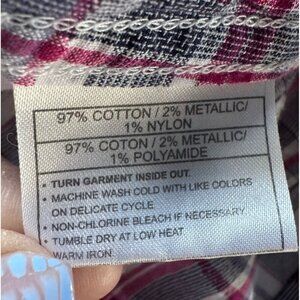 97% COTTON / 2% METALLIC/
1% NYLON
97% COTTON / 2% METALLIC/
1% POLYAMIDE
• TURN GARMENT INSIDE OUT.
• MACHINE WASH COLD WITH LIKE COLORS
ON DELICATE CYCLE
• NON-CHLORINE BLEACH IF NECESSARY
• TUMBLE DRY AT LOW HEAT
WARM IRON.